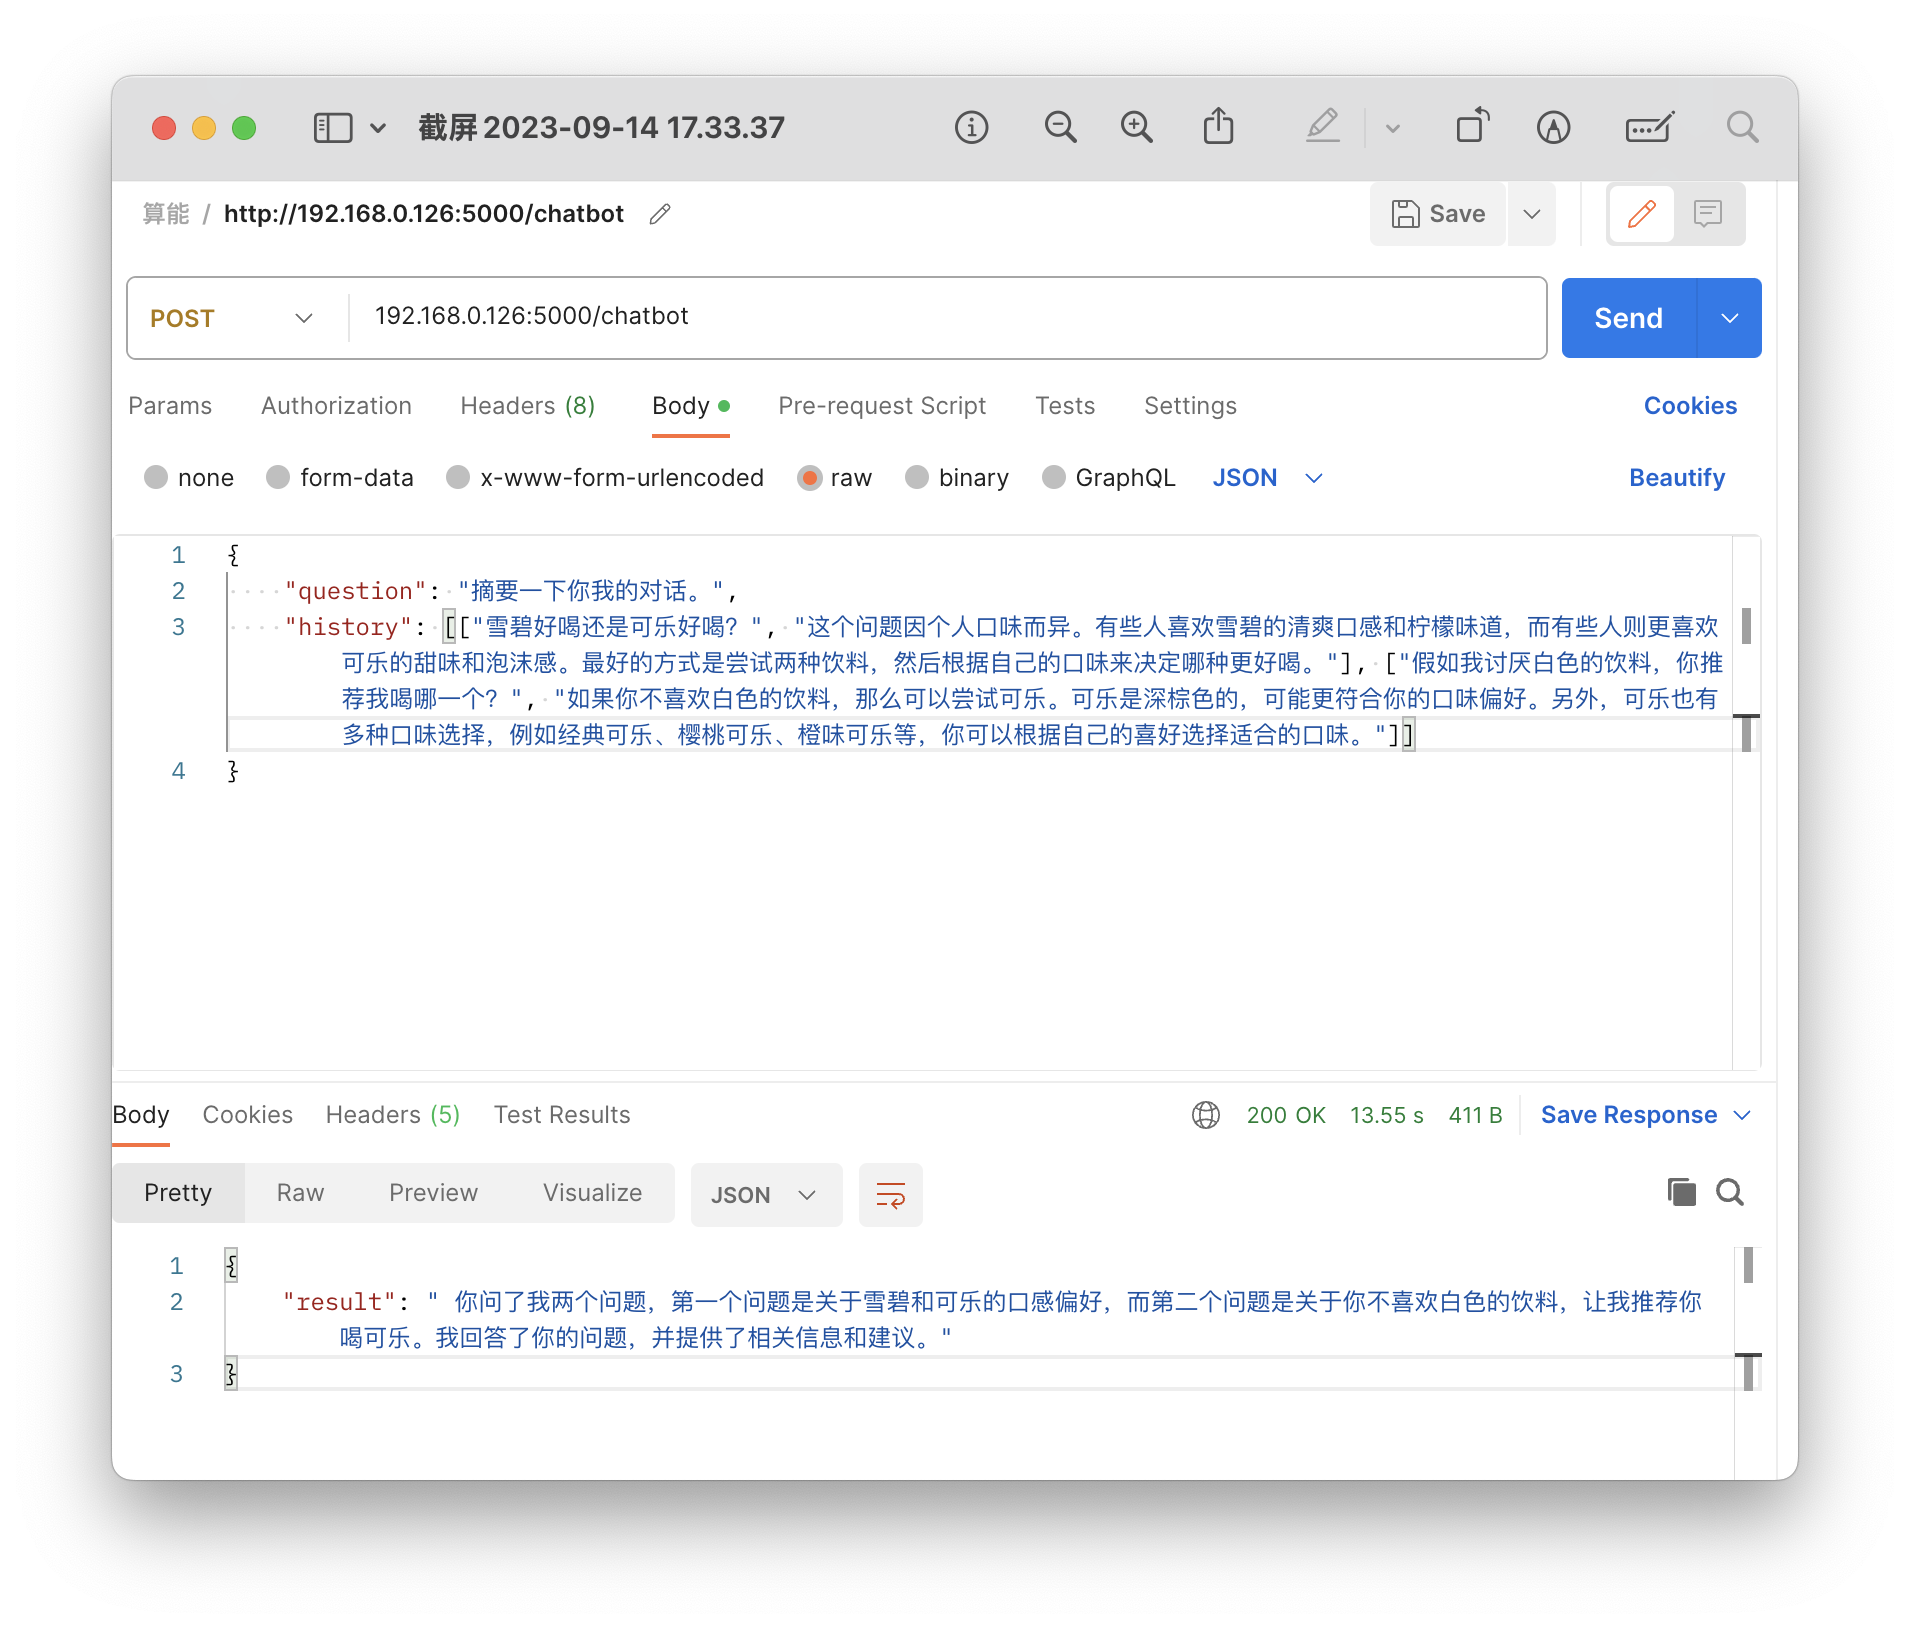 截屏2023-09-14 17.33.37
算能 / http://192.168.0.126:5000/chatbot
Save
POST
192.168.0.126:5000/chatbot
Send
Params Authorization Headers (8) Body Pre-request Script Tests Settings Cookies
none form-data x-www-form-urlencoded raw binary GraphQL JSON Beautify
1 {
2 "question": "摘要一下你我的对话。",
3 "history": [["雪碧好喝还是可乐好喝？", "这个问题因个人口味而异。有些人喜欢雪碧的清爽口感和柠檬味道，而有些人则更喜欢
可乐的甜味和泡沫感。最好的方式是尝试两种饮料，然后根据自己的口味来决定哪种更好喝。"], ["假如我讨厌白色的饮料，你推
荐我喝哪一个？", "如果你不喜欢白色的饮料，那么可以尝试可乐。可乐是深棕色的，可能更符合你的口味偏好。另外，可乐也有
多种口味选择，例如经典可乐、樱桃可乐、橙味可乐等，你可以根据自己的喜好选择适合的口味。"]]
4 }
Body Cookies Headers (5) Test Results 200 OK 13.55 s 411 B Save Response
Pretty Raw Preview Visualize JSON
1 {
2 "result": " 你问了我两个问题，第一个问题是关于雪碧和可乐的口感偏好，而第二个问题是关于你不喜欢白色的饮料，让我推荐你
喝可乐。我回答了你的问题，并提供了相关信息和建议。"
3 }